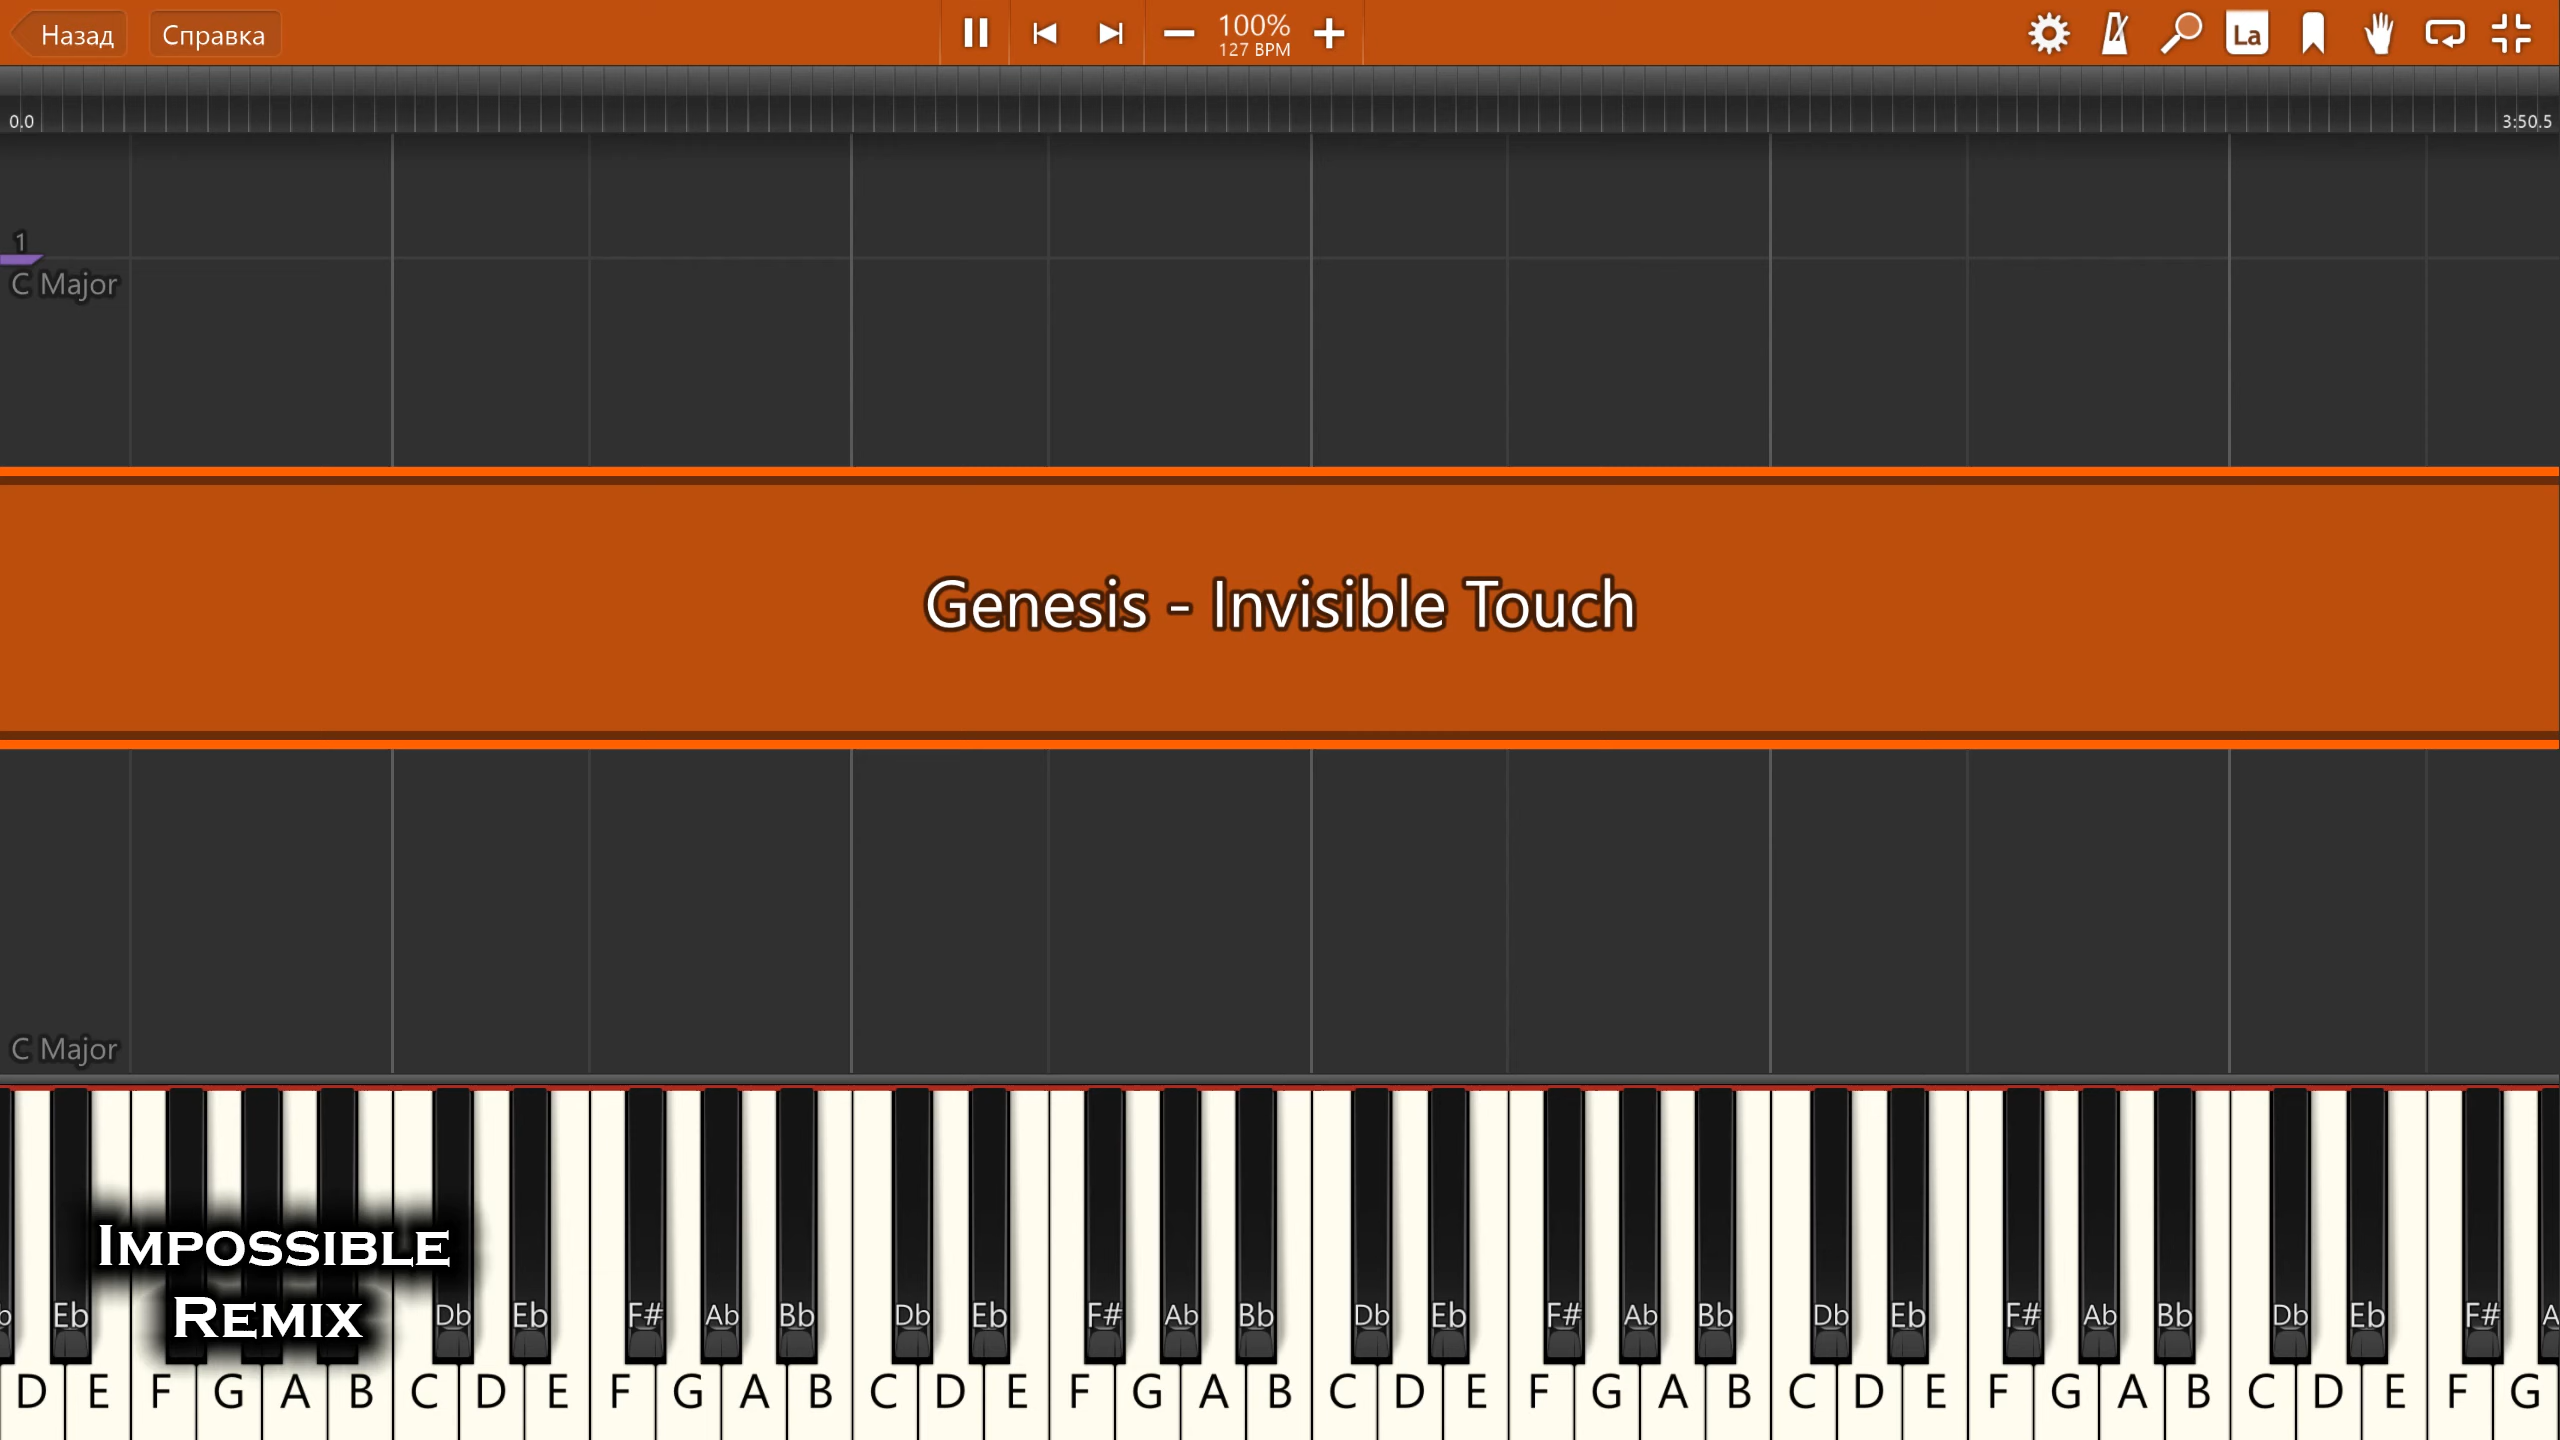 Назад Справка 100% La
127 BPM
0.0 3:50.5
1
C Major
Genesis - Invisible Touch
C Major
Impossible
Remix
Eb Db Eb F# Ab Bb Db Eb F# Ab Bb Db Eb F# Ab Bb Db Eb F# Ab Bb Db Eb F#
D E F G A B C D E F G A B C D E F G A B C D E F G A B C D E F G A B C D E F G